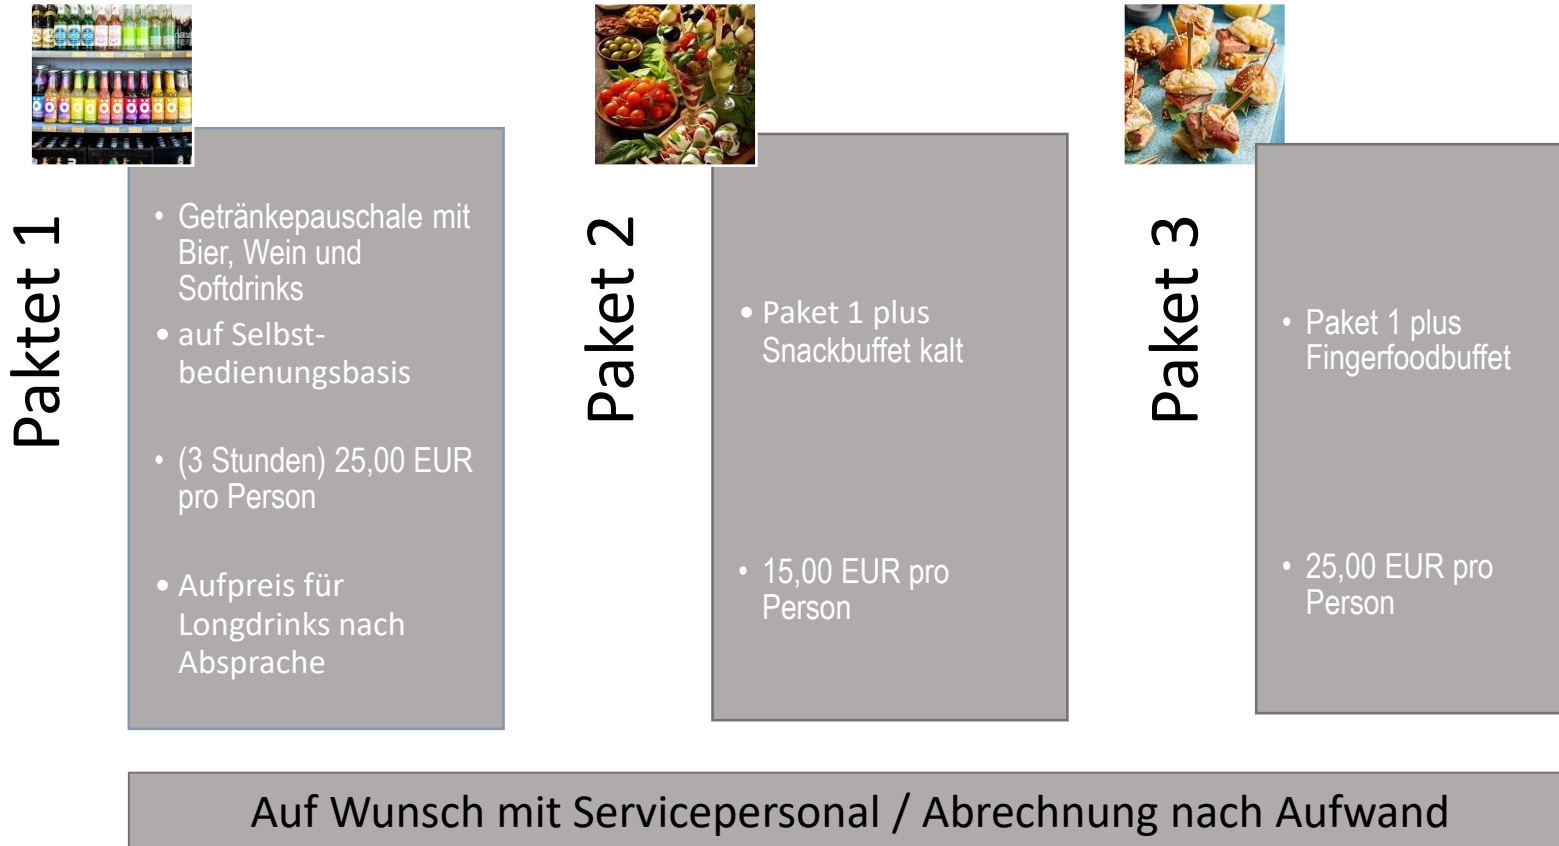 Paktet 1
• Getränkepauschale mit
Bier, Wein und
Softdrinks
• auf Selbst-
bedienungsbasis
• (3 Stunden) 25,00 EUR
pro Person
• Aufpreis für
Longdrinks nach
Absprache
Paket 2
• Paket 1 plus
Snackbuffet kalt
• 15,00 EUR pro
Person
Paket 3
• Paket 1 plus
Fingerfoodbuffet
• 25,00 EUR pro
Person
Auf Wunsch mit Servicepersonal / Abrechnung nach Aufwand